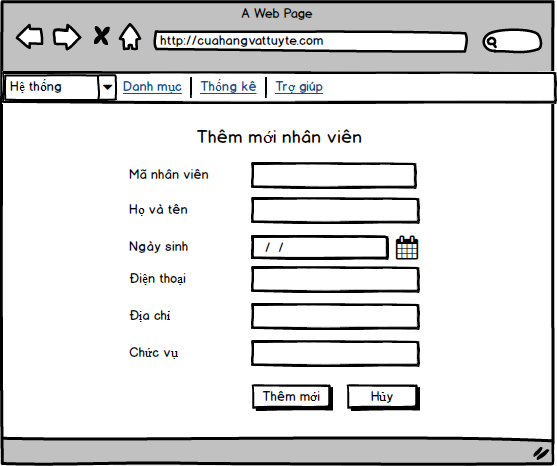 A Web Page
http://cuahangvattuyte.com
Hệ thống Danh mục Thống kê Trợ giúp
Thêm mới nhân viên
Mã nhân viên
Họ và tên
Ngày sinh / /
Điện thoại
Địa chỉ
Chức vụ
Thêm mới Hủy